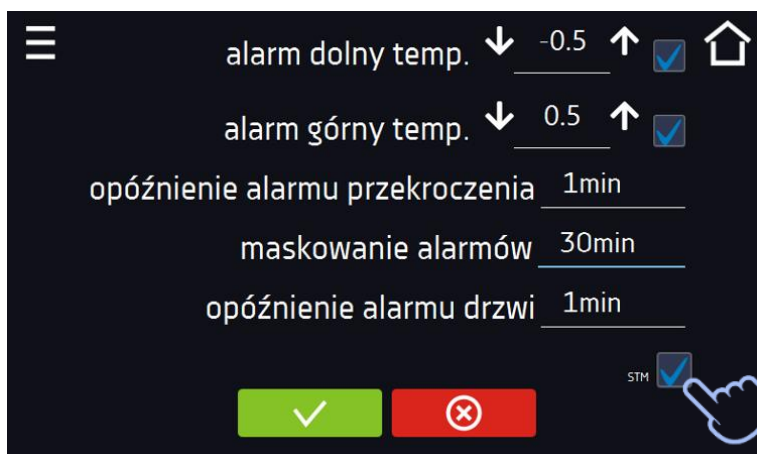 alarm dolny temp. -0.5
alarm górny temp. 0.5
opóźnienie alarmu przekroczenia 1min
maskowanie alarmów 30min
opóźnienie alarmu drzwi 1min
STM